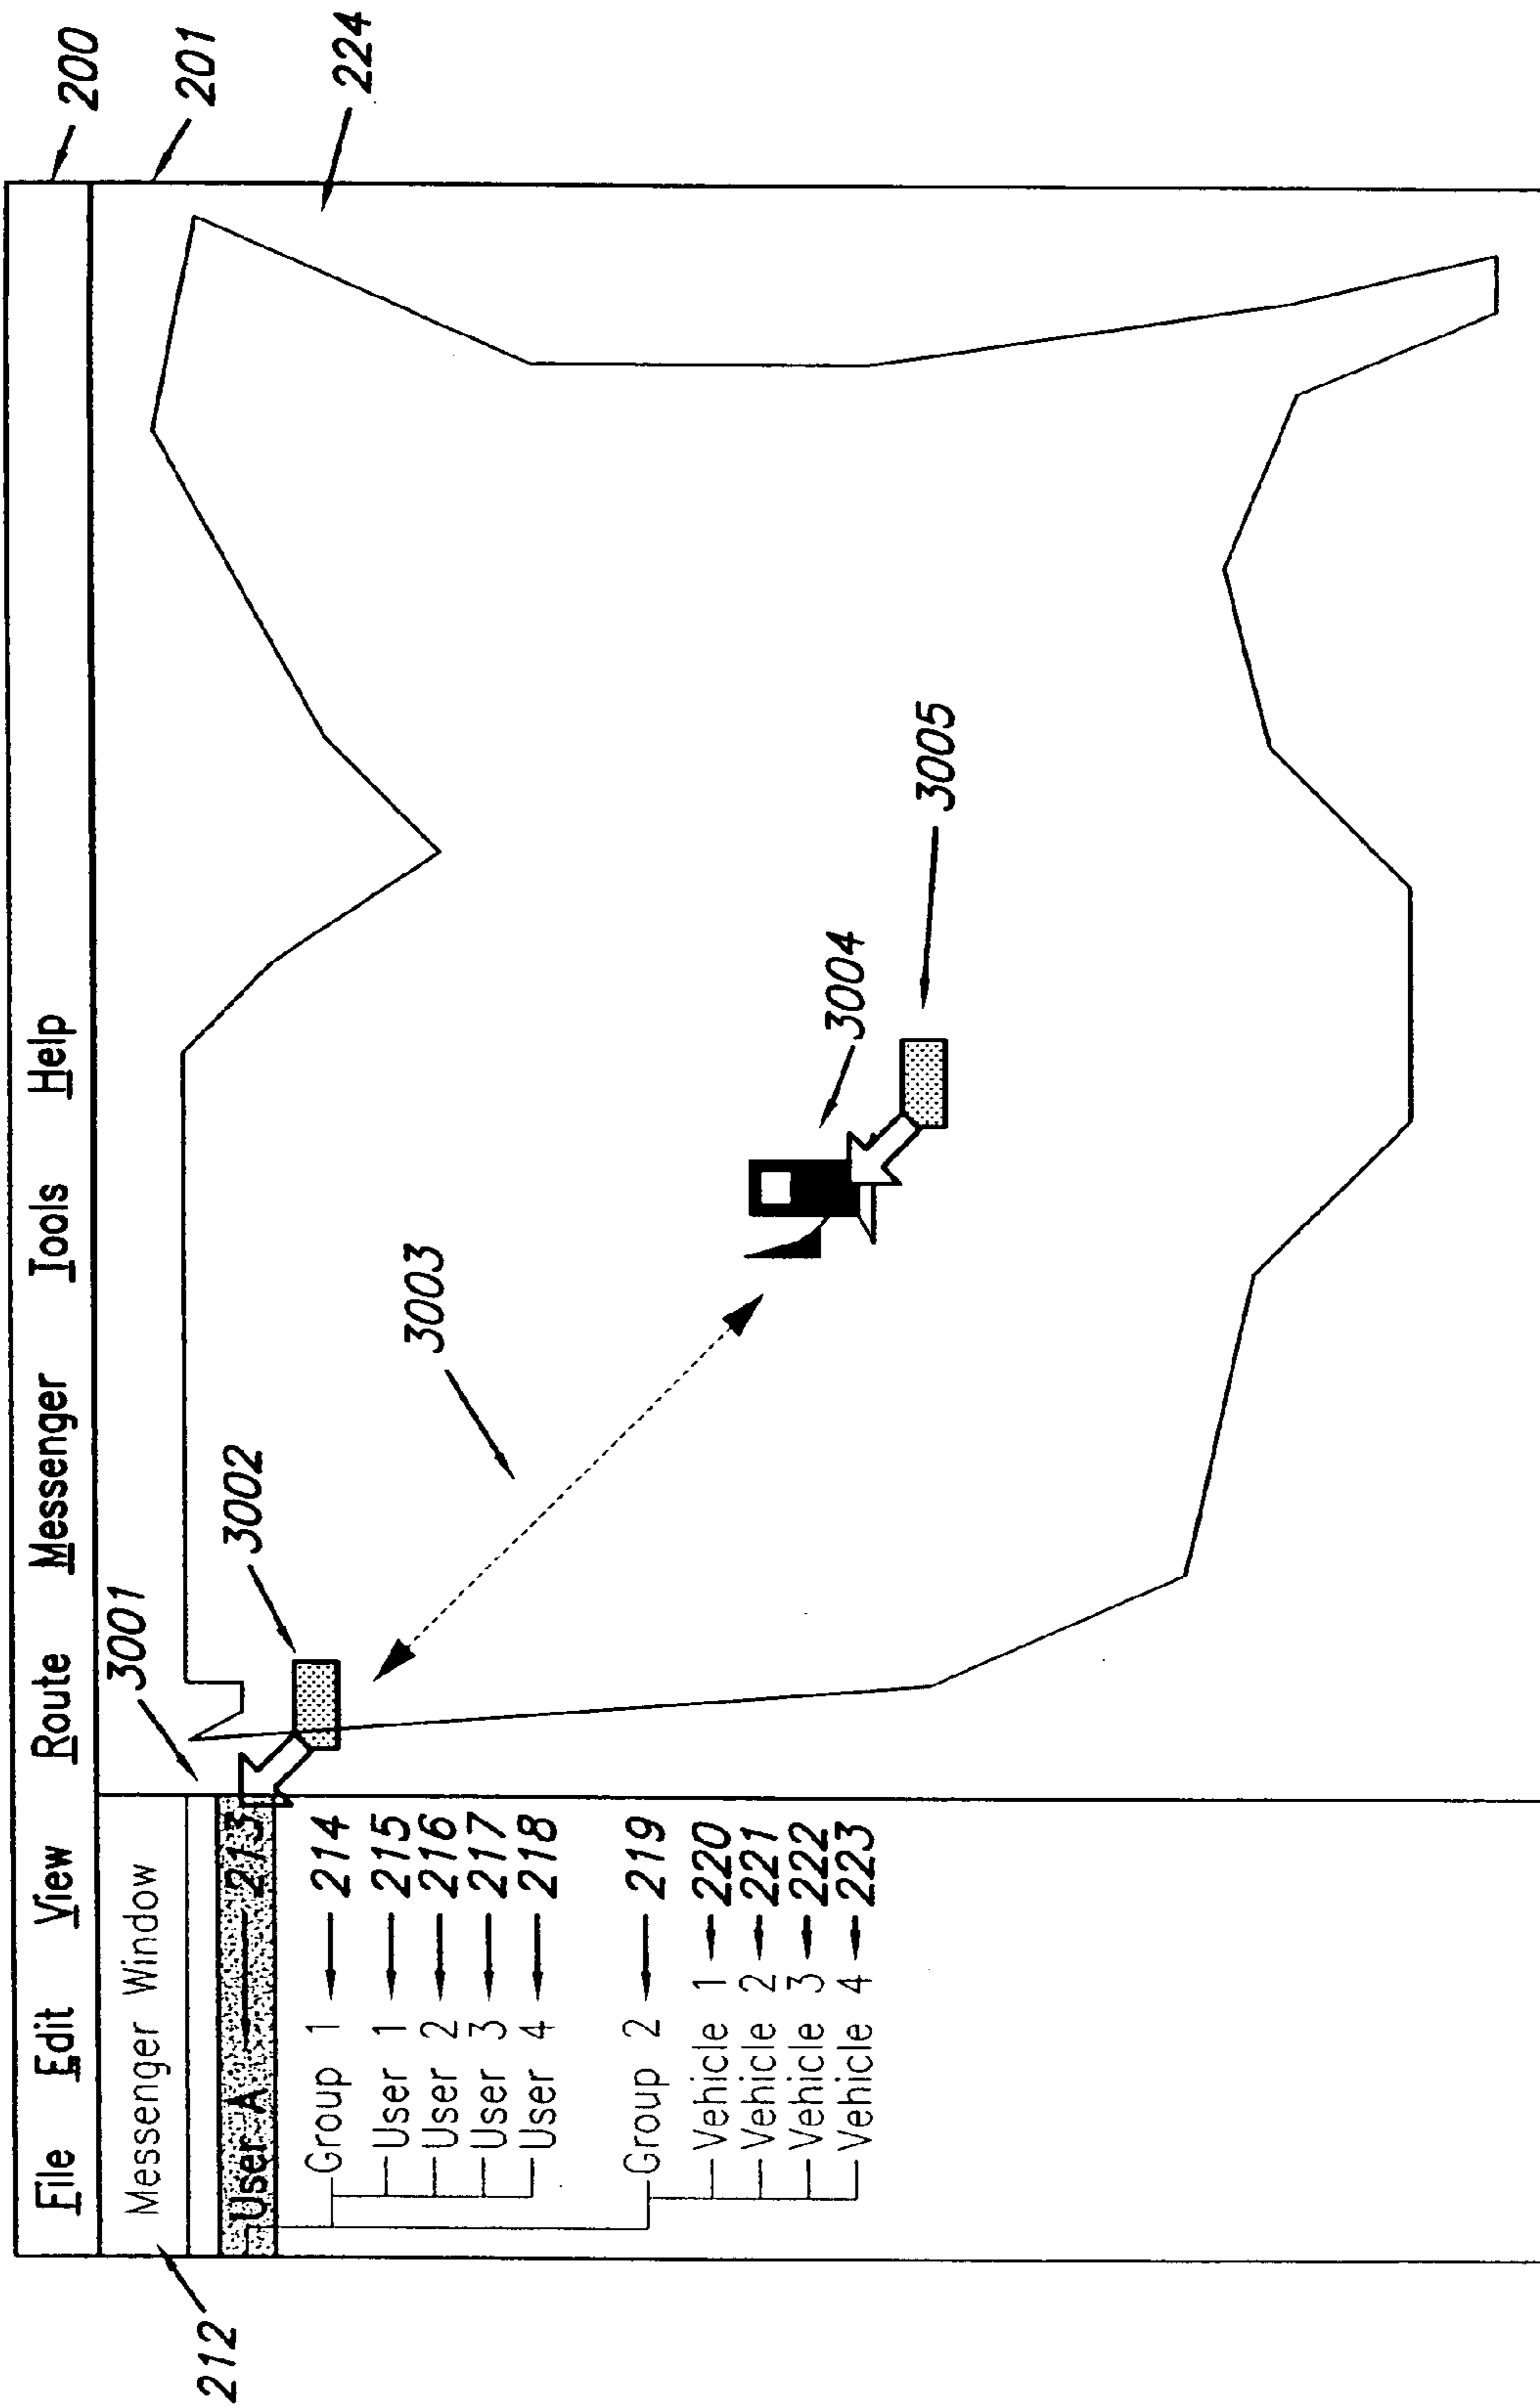 File Edit View Route Messenger Tools Help
200
201
224
212
Messenger Window
3001
3002
User A 213
Group 1 214
User 1 215
User 2 216
User 3 217
User 4 218
Group 2 219
Vehicle 1 220
Vehicle 2 221
Vehicle 3 222
Vehicle 4 223
3003
3004
3005